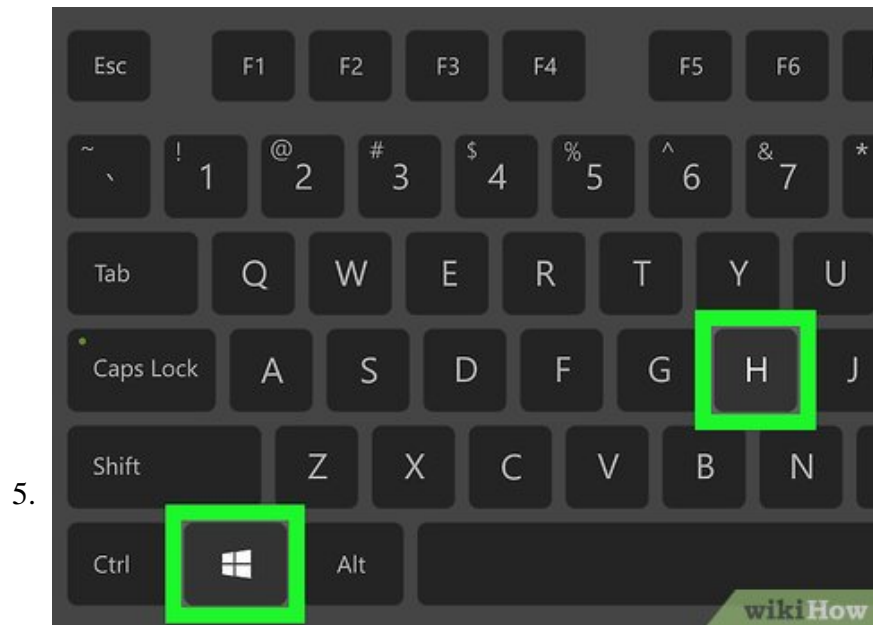 Esc F1 F2 F3 F4 F5 F6
~ ` ! 1 @ 2 # 3 $ 4 % 5 ^ 6 & 7 *
Tab Q W E R T Y U
Caps Lock A S D F G H J
Shift Z X C V B N
5.
Ctrl Alt
wikiHow